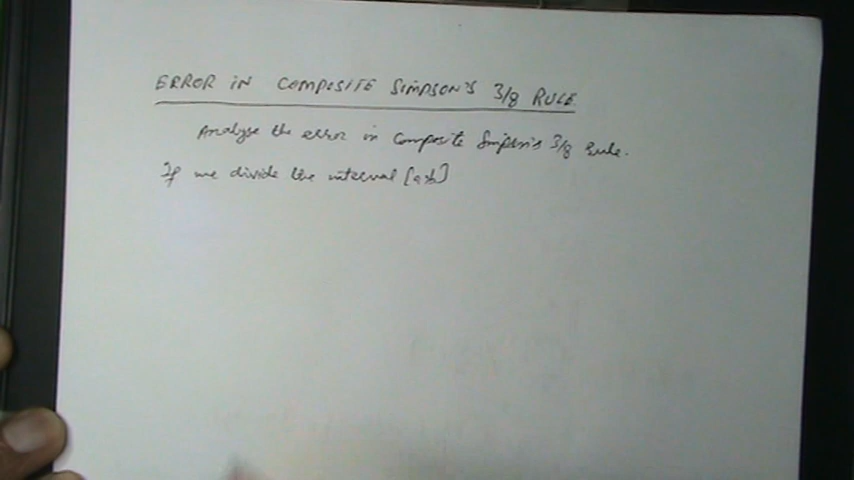 ERROR IN COMPOSITE SIMPSON'S 3/8 RULE
Analyse the error in Composite Simpson's 3/8 Rule.
If we divide the interval [a,b]